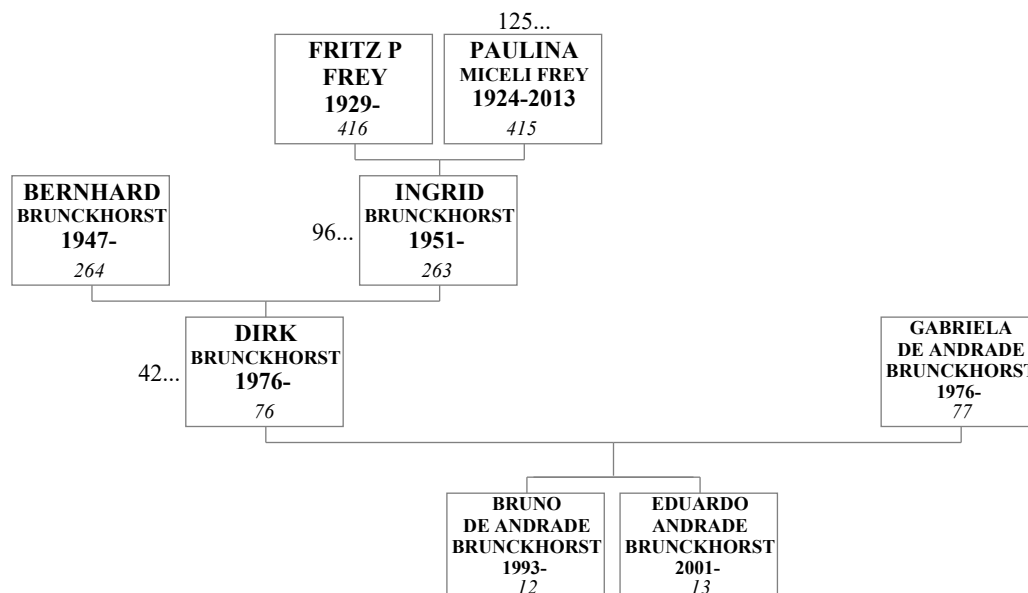 125...
FRITZ P
FREY
1929-
416
PAULINA
MICELI FREY
1924-2013
415
BERNHARD
BRUNCKHORST
1947-
264
96...
INGRID
BRUNCKHORST
1951-
263
42...
DIRK
BRUNCKHORST
1976-
76
GABRIELA
DE ANDRADE
BRUNCKHORST
1976-
77
BRUNO
DE ANDRADE
BRUNCKHORST
1993-
12
EDUARDO
ANDRADE
BRUNCKHORST
2001-
13